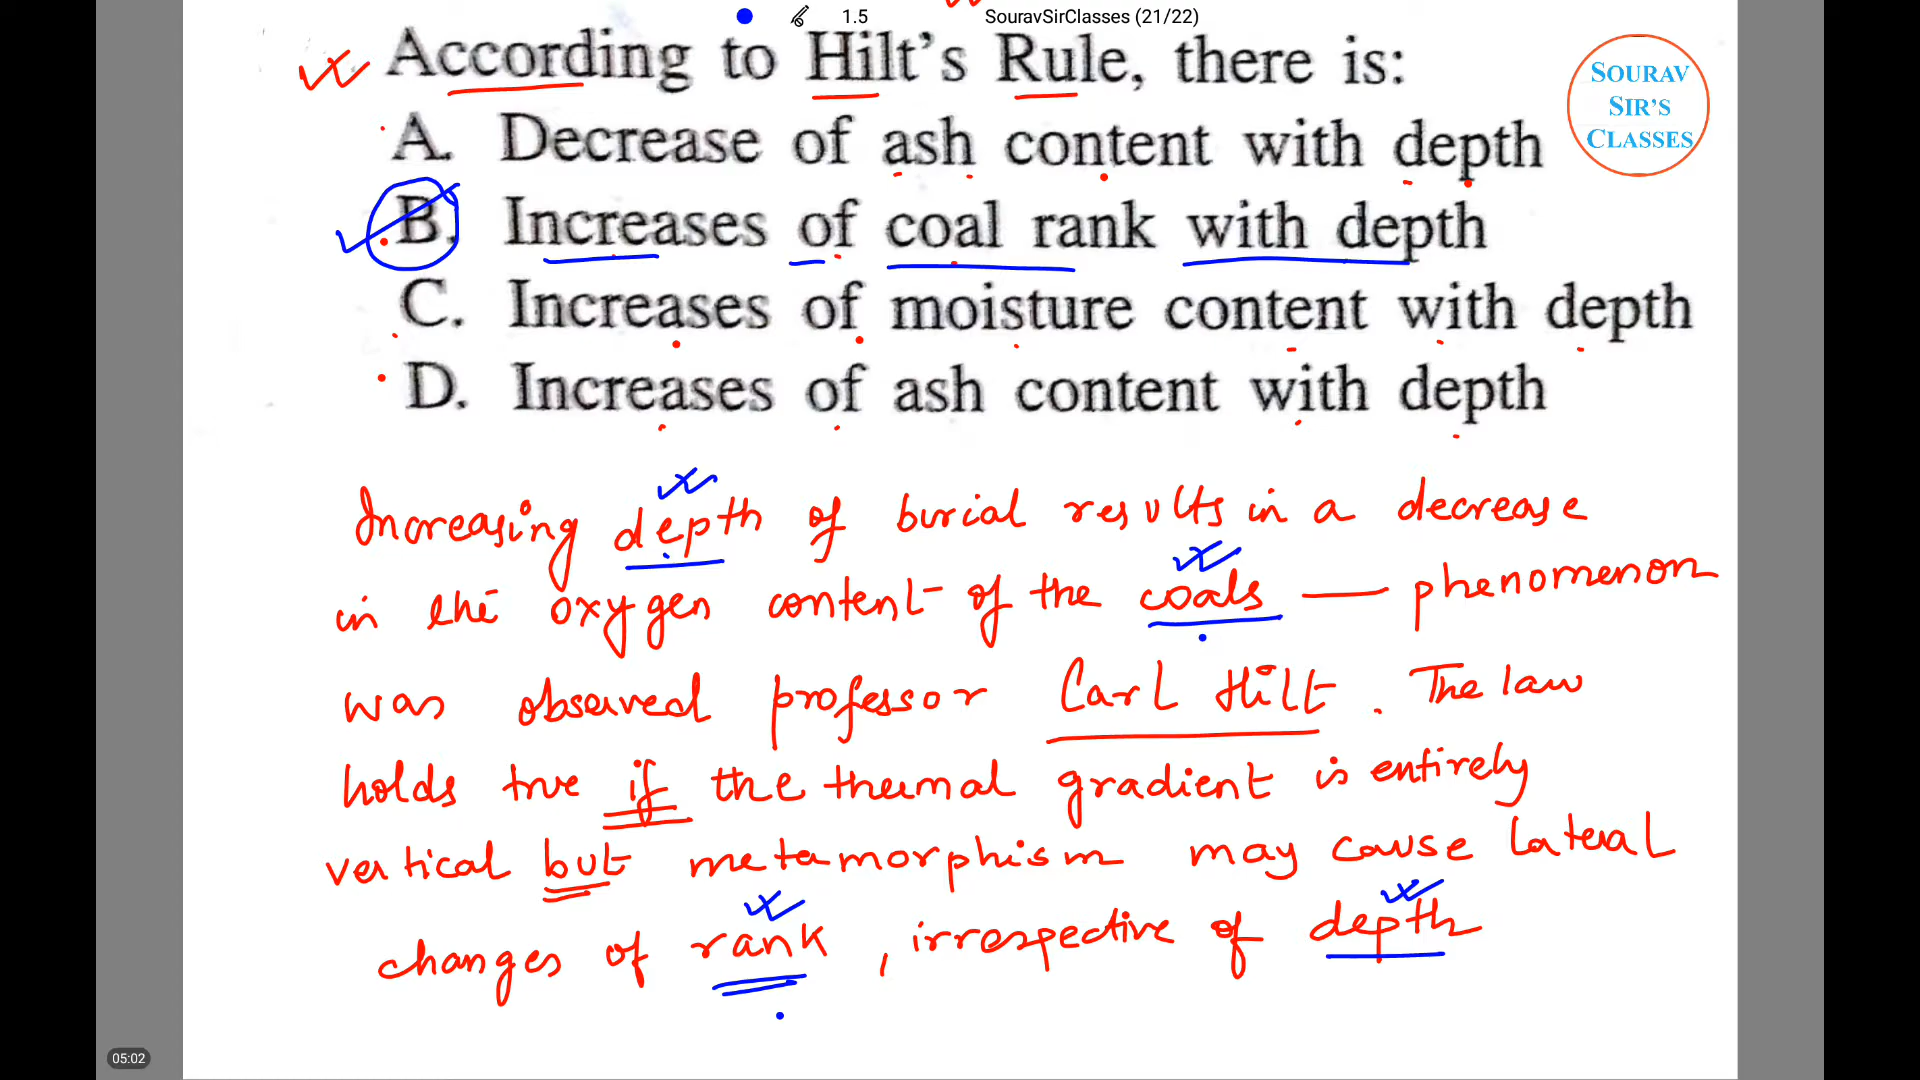 1.5 SouravSirClasses (21/22)
According to Hilt's Rule, there is:
SOURAV
SIR'S
CLASSES
A. Decrease of ash content with depth
B. Increases of coal rank with depth
C. Increases of moisture content with depth
D. Increases of ash content with depth
Increasing depth of burial results in a decrease
in the oxygen content of the coals — phenomenon
was observed professor Carl Hilt. The law
holds true if the thermal gradient is entirely
vertical but metamorphism may cause lateral
changes of rank, irrespective of depth
05:02